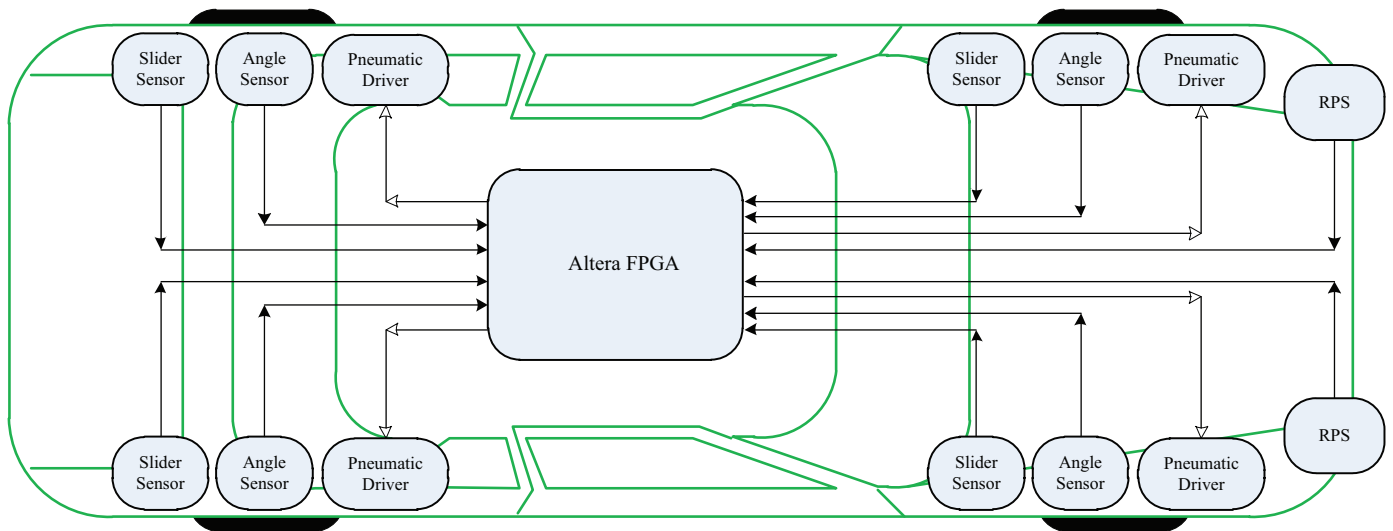 Slider
Sensor
Angle
Sensor
Pneumatic
Driver
Slider
Sensor
Angle
Sensor
Pneumatic
Driver
RPS
Altera FPGA
Slider
Sensor
Angle
Sensor
Pneumatic
Driver
Slider
Sensor
Angle
Sensor
Pneumatic
Driver
RPS